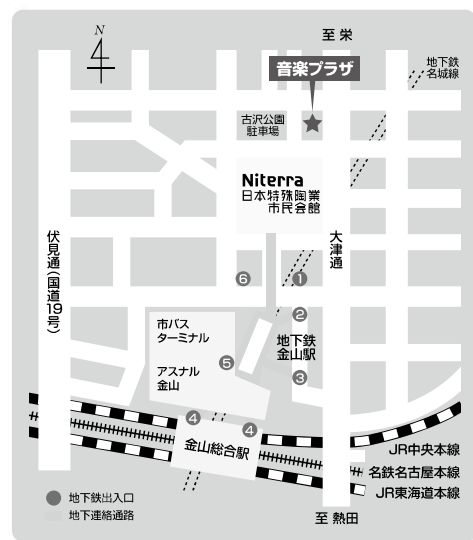 N
至 栄
地下鉄
名城線
音楽プラザ
古沢公園
駐車場
Niterra
日本特殊陶業
市民会館
伏見通(国道19号)
大津通
⑥
①
②
市バス
ターミナル
地下鉄
金山駅
⑤
アスナル
金山
③
④
④
金山総合駅
JR中央本線
名鉄名古屋本線
JR東海道本線
地下鉄出入口
地下連絡通路
至 熱田